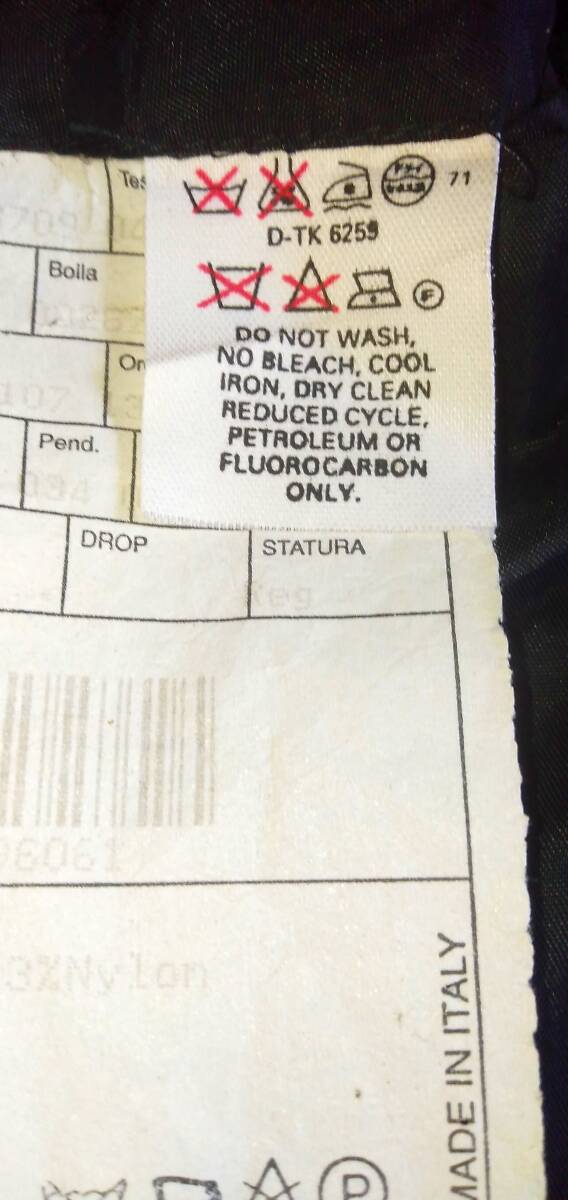 71
D-TK 6259
F
DO NOT WASH,
NO BLEACH, COOL
IRON, DRY CLEAN
REDUCED CYCLE,
PETROLEUM OR
FLUOROCARBON
ONLY.
Bolla
Pend.
DROP
STATURA
Reg
06061
3%Nylon
MADE IN ITALY
P